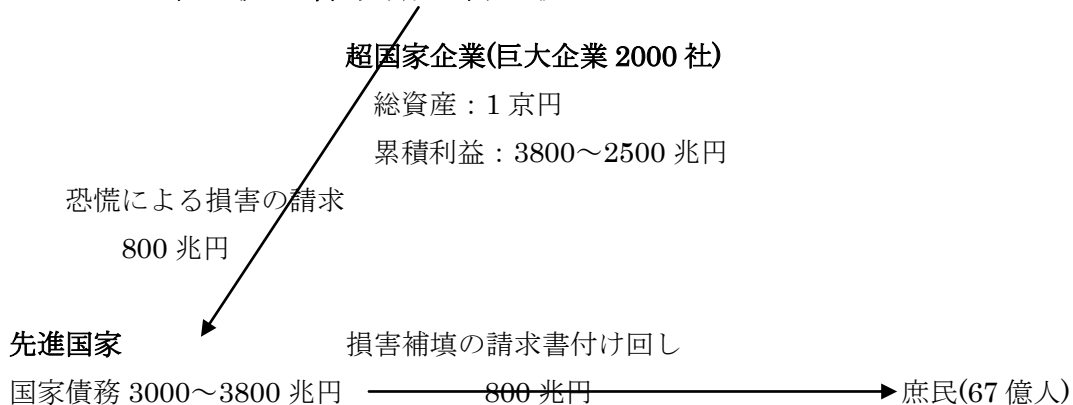 超国家企業(巨大企業 2000 社)
総資産：1 京円
累積利益：3800～2500 兆円
恐慌による損害の請求
800 兆円
先進国家 損害補填の請求書付け回し
国家債務 3000～3800 兆円 800 兆円 庶民(67 億人)